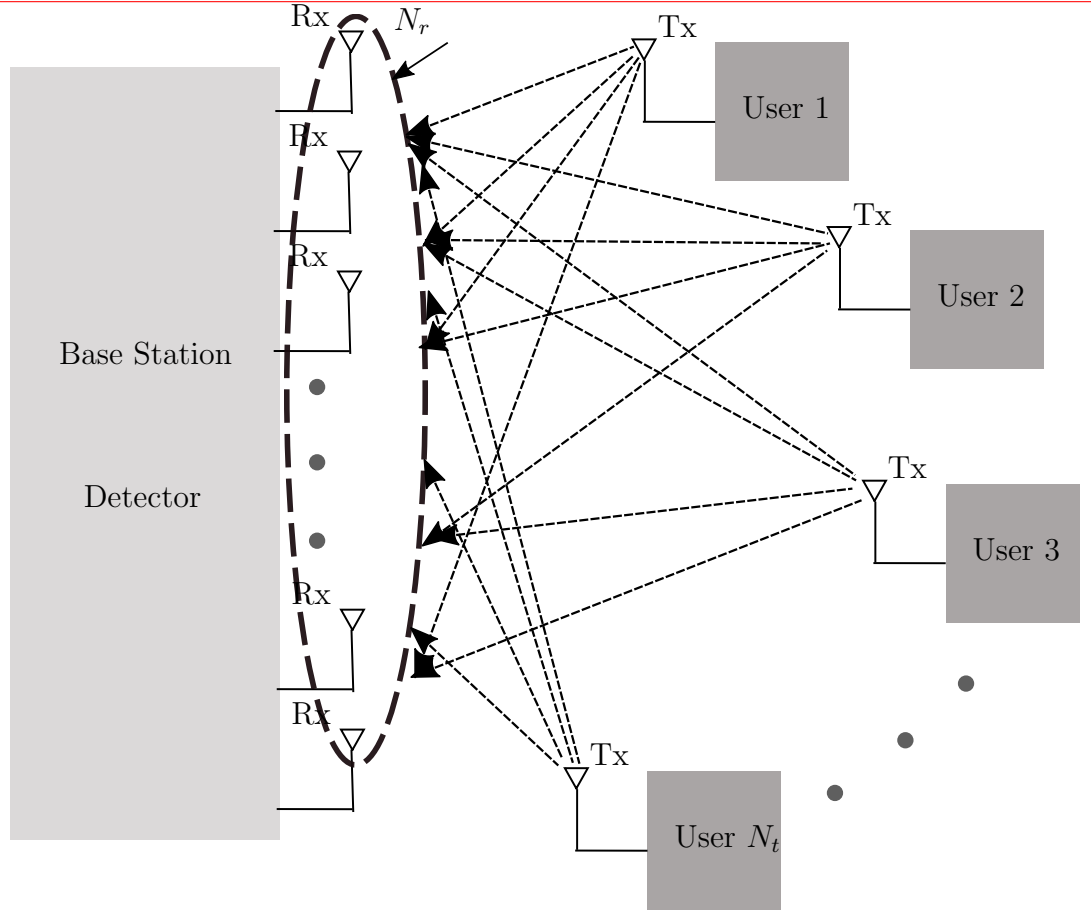 Rx
N_r
Tx
User 1
Rx
Tx
Rx
User 2
Base Station
Tx
Detector
User 3
Rx
Rx
Tx
User N_t